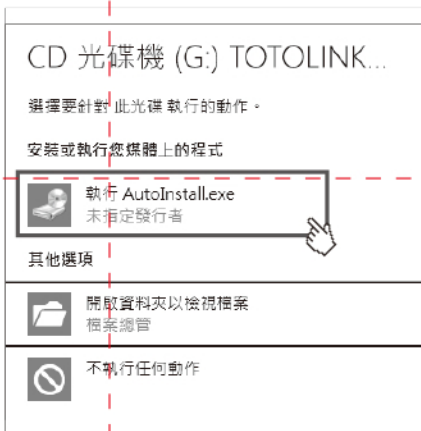 CD 光碟機 (G:) TOTOLINK...
選擇要針對 此光碟 執行的動作。
安裝或執行您媒體上的程式
執行 AutoInstall.exe
未指定發行者
其他選項
開啟資料夾以檢視檔案
檔案總管
不執行任何動作